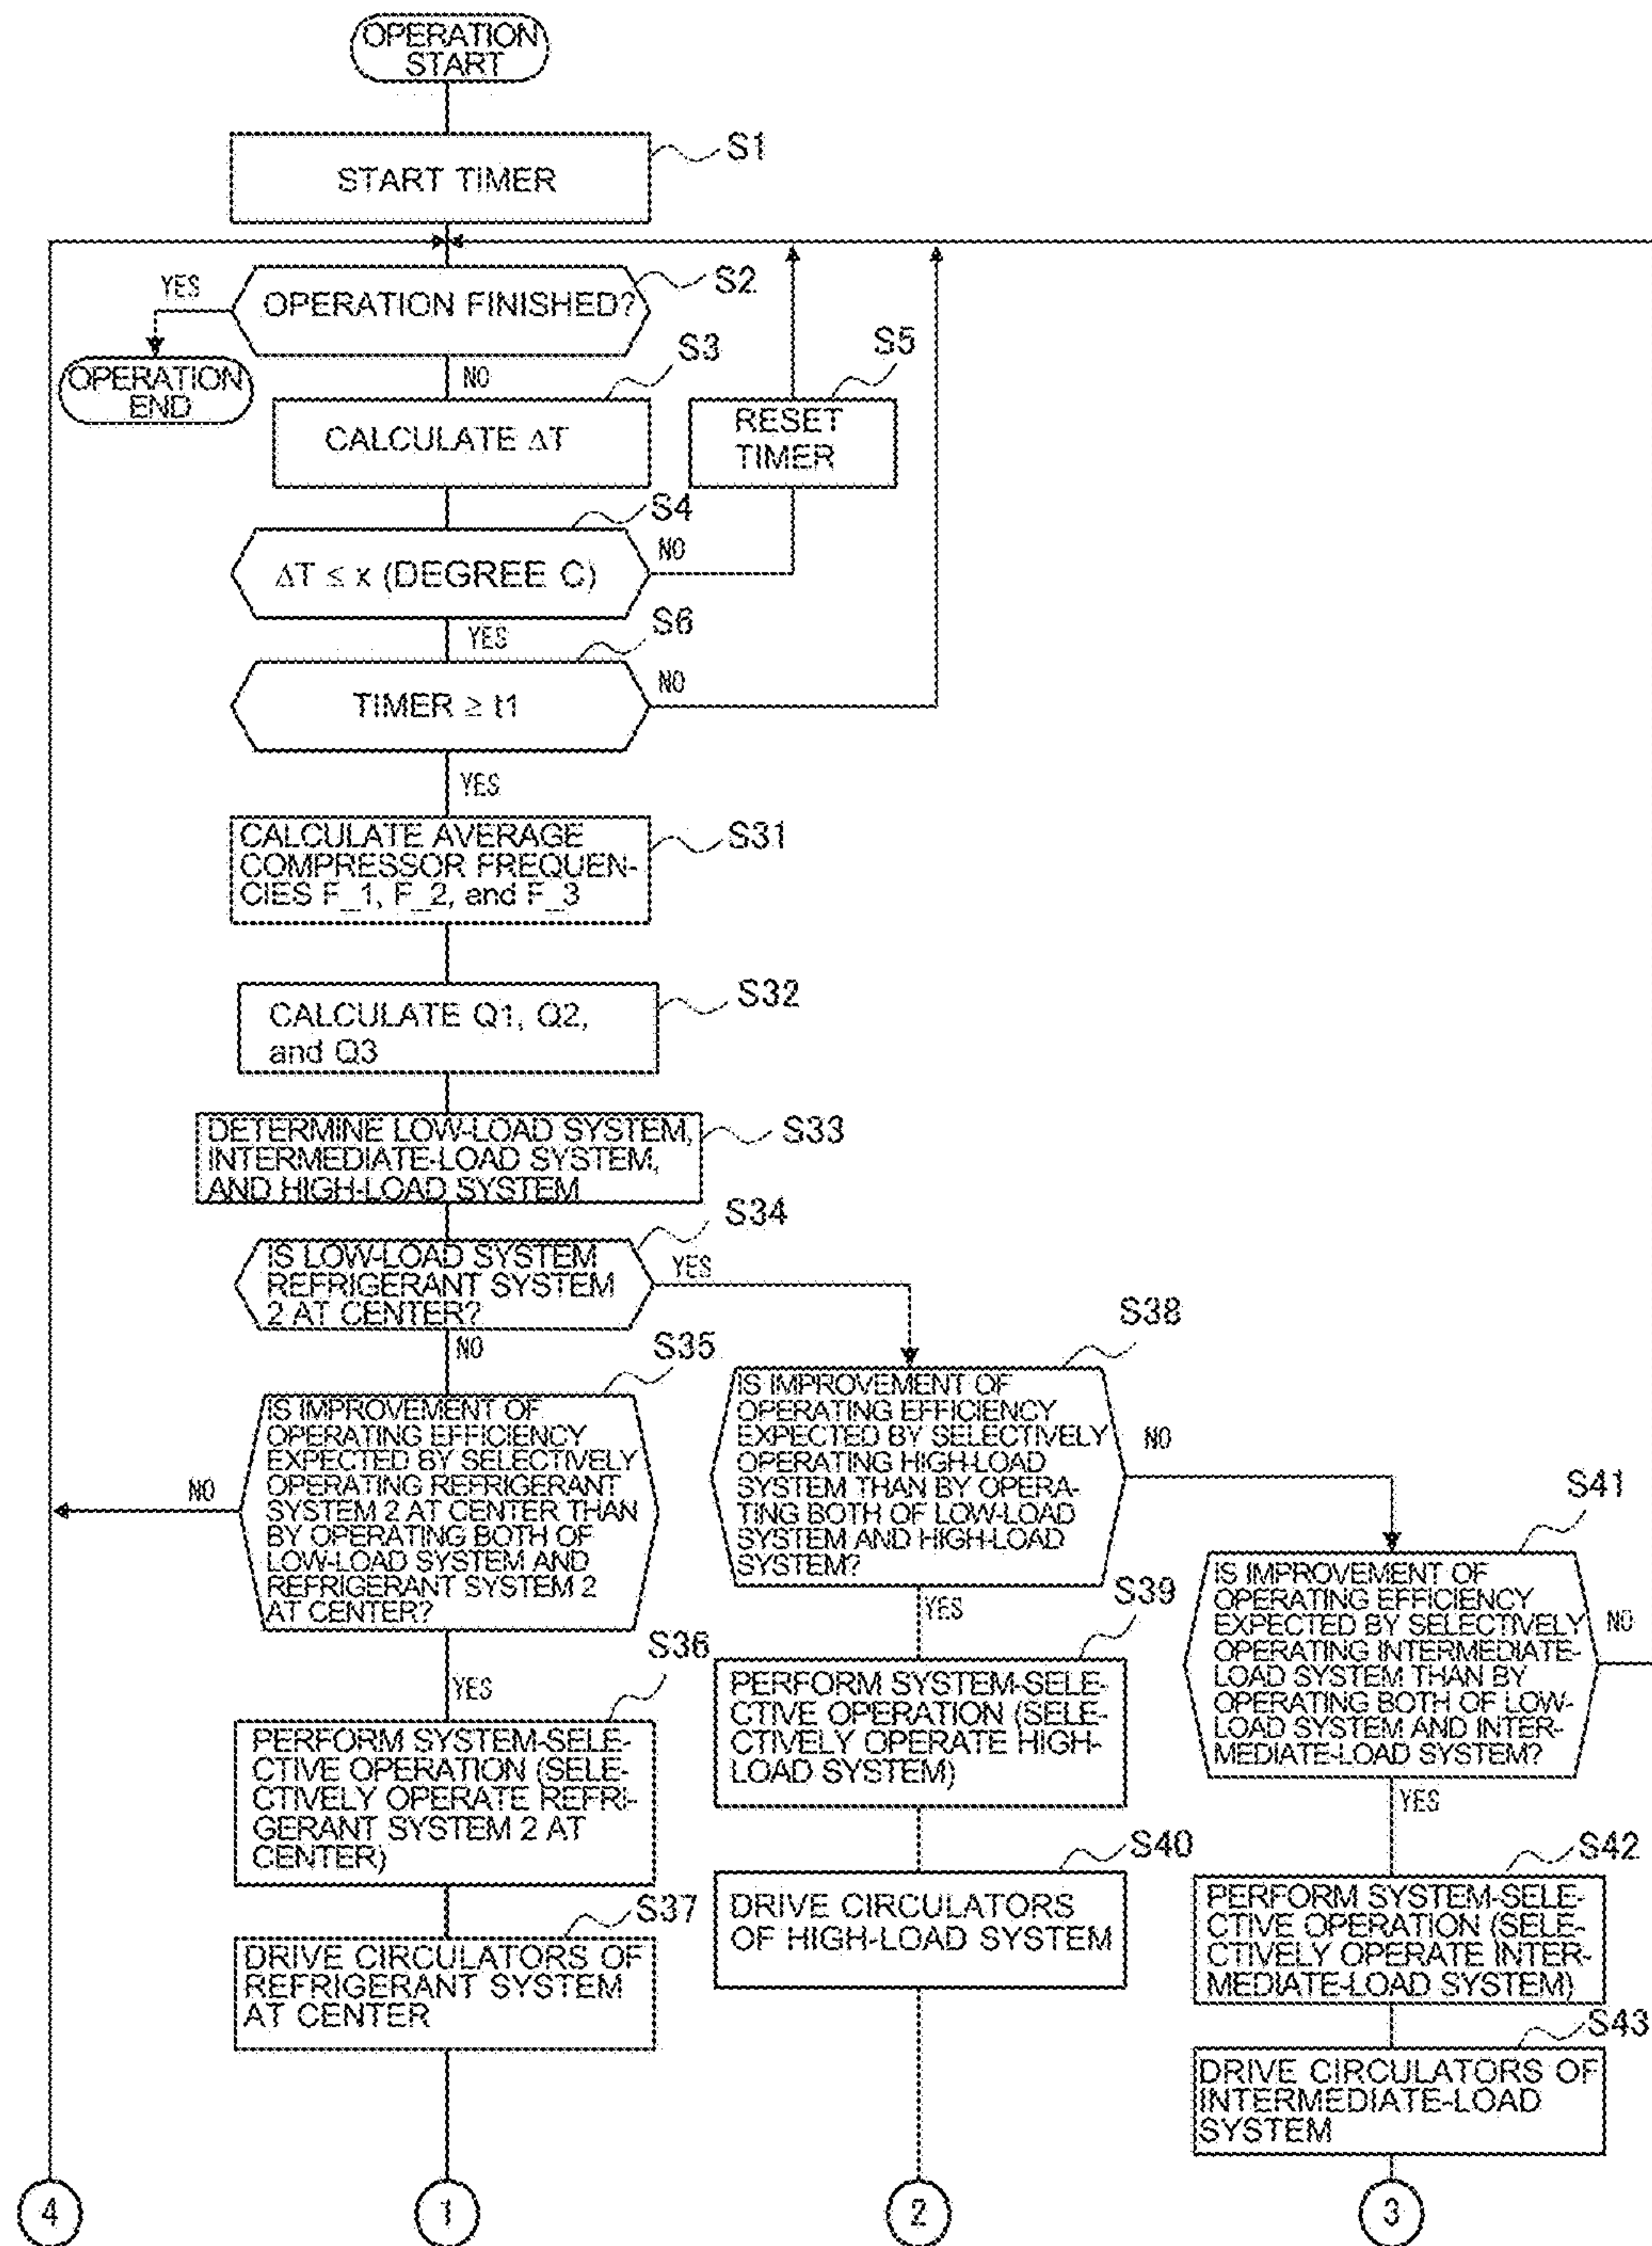 OPERATION
START
S1
START TIMER
S2
YES
OPERATION FINISHED?
OPERATION
END
NO
S3
CALCULATE ΔT
S5
RESET
TIMER
S4
ΔT ≤ x (DEGREE C)
NO
YES
S6
TIMER ≥ t1
NO
YES
S31
CALCULATE AVERAGE
COMPRESSOR FREQUEN-
CIES F_1, F_2, and F_3
S32
CALCULATE Q1, Q2,
and Q3
S33
DETERMINE LOW-LOAD SYSTEM,
INTERMEDIATE-LOAD SYSTEM,
AND HIGH-LOAD SYSTEM
S34
IS LOW-LOAD SYSTEM
REFRIGERANT SYSTEM
2 AT CENTER?
YES
NO
S35
IS IMPROVEMENT OF
OPERATING EFFICIENCY
EXPECTED BY SELECTIVELY
OPERATING REFRIGERANT
SYSTEM 2 AT CENTER THAN
BY OPERATING BOTH OF
LOW-LOAD SYSTEM AND
REFRIGERANT SYSTEM 2
AT CENTER?
NO
YES
S36
PERFORM SYSTEM-SELE-
CTIVE OPERATION (SELE-
CTIVELY OPERATE REFRI-
GERANT SYSTEM 2 AT
CENTER)
S37
DRIVE CIRCULATORS OF
REFRIGERANT SYSTEM
AT CENTER
S38
IS IMPROVEMENT OF
OPERATING EFFICIENCY
EXPECTED BY SELECTIVELY
OPERATING HIGH-LOAD
SYSTEM THAN BY OPERA-
TING BOTH OF LOW-LOAD
SYSTEM AND HIGH-LOAD
SYSTEM?
NO
YES
S39
PERFORM SYSTEM-SELE-
CTIVE OPERATION (SELE-
CTIVELY OPERATE HIGH-
LOAD SYSTEM)
S40
DRIVE CIRCULATORS
OF HIGH-LOAD SYSTEM
S41
IS IMPROVEMENT OF
OPERATING EFFICIENCY
EXPECTED BY SELECTIVELY
OPERATING INTERMEDIATE-
LOAD SYSTEM THAN BY
OPERATING BOTH OF LOW-
LOAD SYSTEM AND INTER-
MEDIATE-LOAD SYSTEM?
NO
YES
S42
PERFORM SYSTEM-SELE-
CTIVE OPERATION (SELE-
CTIVELY OPERATE INTER-
MEDIATE-LOAD SYSTEM)
S43
DRIVE CIRCULATORS OF
INTERMEDIATE-LOAD
SYSTEM
4
1
2
3